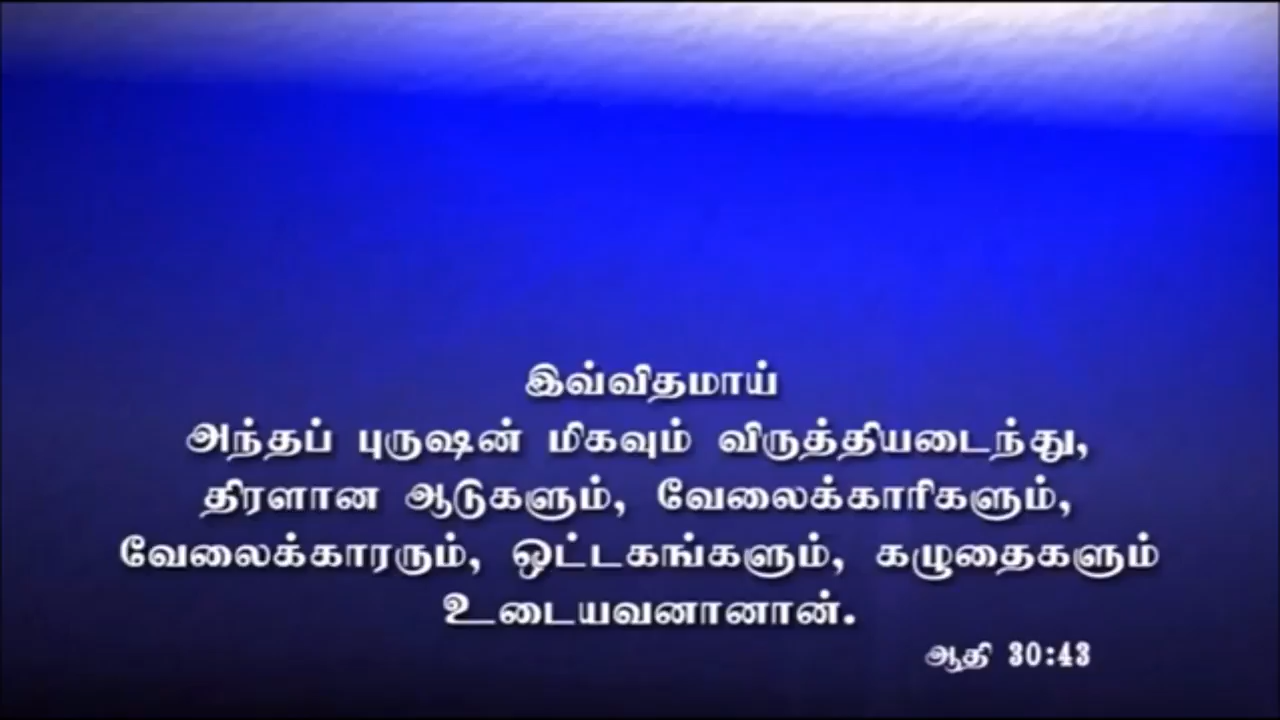 இவ்விதமாய்
அந்தப் புருஷன் மிகவும் விருத்தியடைந்து,
திரளான ஆடுகளும், வேலைக்காரிகளும்,
வேலைக்காரரும், ஒட்டகங்களும், கழுதைகளும்
உடையவனானான்.
ஆதி 30:43